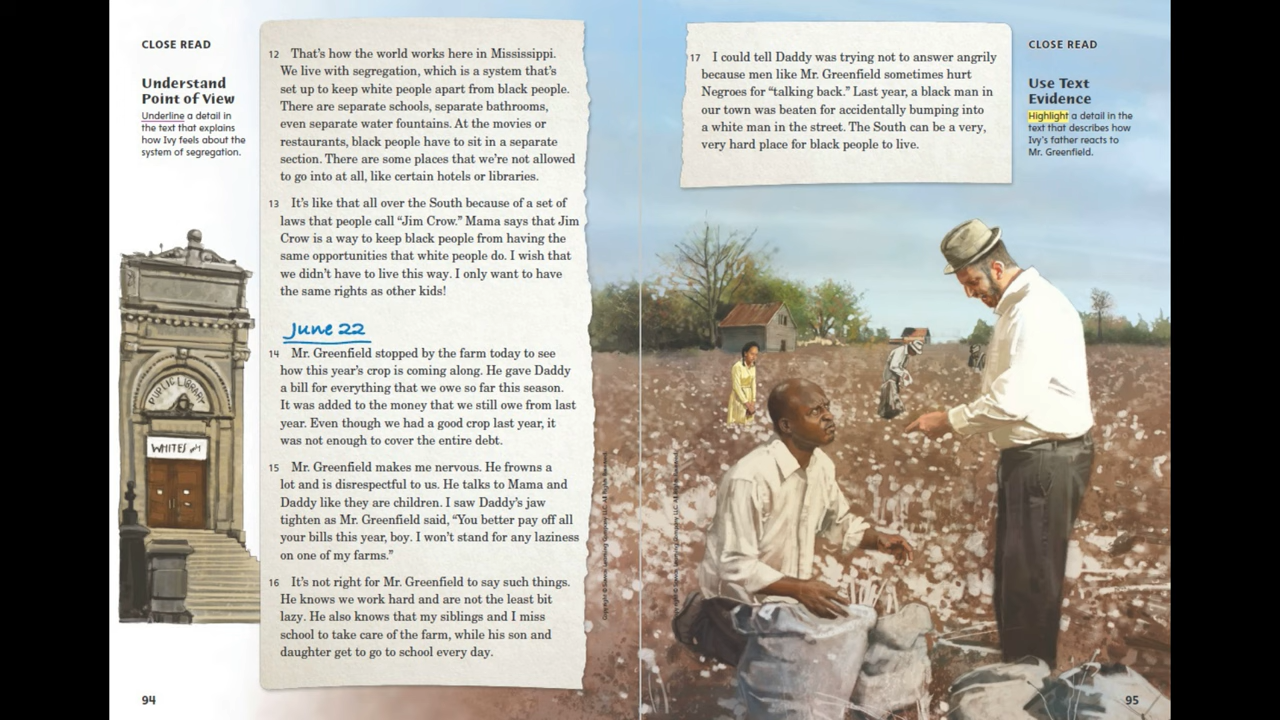 CLOSE READ
Understand
Point of View
Underline a detail in
the text that explains
how Ivy feels about the
system of segregation.
PUBLIC LIBRARY
WHITES only
12 That's how the world works here in Mississippi.
We live with segregation, which is a system that's
set up to keep white people apart from black people.
There are separate schools, separate bathrooms,
even separate water fountains. At the movies or
restaurants, black people have to sit in a separate
section. There are some places that we're not allowed
to go into at all, like certain hotels or libraries.
13 It's like that all over the South because of a set of
laws that people call "Jim Crow." Mama says that Jim
Crow is a way to keep black people from having the
same opportunities that white people do. I wish that
we didn't have to live this way. I only want to have
the same rights as other kids!
June 22
14 Mr. Greenfield stopped by the farm today to see
how this year's crop is coming along. He gave Daddy
a bill for everything that we owe so far this season.
It was added to the money that we still owe from last
year. Even though we had a good crop last year, it
was not enough to cover the entire debt.
15 Mr. Greenfield makes me nervous. He frowns a
lot and is disrespectful to us. He talks to Mama and
Daddy like they are children. I saw Daddy's jaw
tighten as Mr. Greenfield said, "You better pay off all
your bills this year, boy. I won't stand for any laziness
on one of my farms."
16 It's not right for Mr. Greenfield to say such things.
He knows we work hard and are not the least bit
lazy. He also knows that my siblings and I miss
school to take care of the farm, while his son and
daughter get to go to school every day.
94
17 I could tell Daddy was trying not to answer angrily
because men like Mr. Greenfield sometimes hurt
Negroes for "talking back." Last year, a black man in
our town was beaten for accidentally bumping into
a white man in the street. The South can be a very,
very hard place for black people to live.
CLOSE READ
Use Text
Evidence
Highlight a detail in the
text that describes how
Ivy's father reacts to
Mr. Greenfield.
95
Copyright © Savvas Learning Company LLC. All Rights Reserved.
Copyright © Savvas Learning Company LLC. All Rights Reserved.